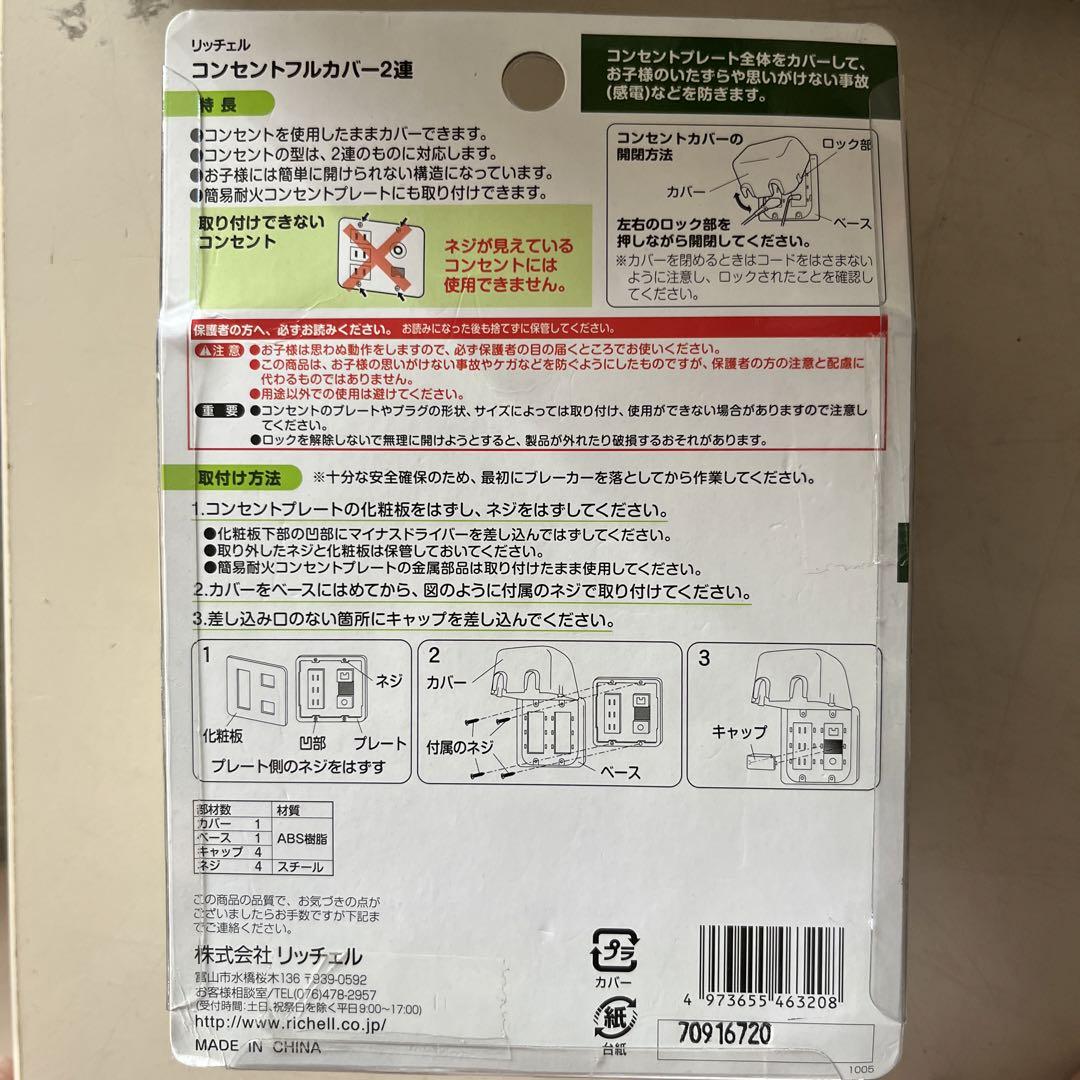 リッチェル
コンセントフルカバー2連
コンセントプレート全体をカバーして、
お子様のいたずらや思いがけない事故
(感電)などを防ぎます。
特長
●コンセントを使用したままカバーできます。
●コンセントの型は、2連のものに対応します。
●お子様には簡単に開けられない構造になっています。
●簡易耐火コンセントプレートにも取り付けできます。
取り付けできない
コンセント
ネジが見えている
コンセントには
使用できません。
コンセントカバーの
開閉方法
ロック部
カバー
ベース
左右のロック部を
押しながら開閉してください。
※カバーを閉めるときはコードをはさまない
ように注意し、ロックされたことを確認し
てください。
保護者の方へ、必ずお読みください。 お読みになった後も捨てずに保管してください。
注意 ●お子様は思わぬ動作をしますので、必ず保護者の目の届くところでお使いください。
●この商品は、お子様の思いがけない事故やケガなどを防ぐようにしたものですが、保護者の方の注意と配慮に
代わるものではありません。
●用途以外での使用は避けてください。
重要 ●コンセントのプレートやプラグの形状、サイズによっては取り付け、使用ができない場合がありますので注意し
てください。
●ロックを解除しないで無理に開けようとすると、製品が外れたり破損するおそれがあります。
取付け方法 ※十分な安全確保のため、最初にブレーカーを落としてから作業してください。
1.コンセントプレートの化粧板をはずし、ネジをはずしてください。
●化粧板下部の凹部にマイナスドライバーを差し込んではずしてください。
●取り外したネジと化粧板は保管しておいてください。
●簡易耐火コンセントプレートの金属部品は取り付けたまま使用してください。
2.カバーをベースにはめてから、図のように付属のネジで取り付けてください。
3.差し込み口のない箇所にキャップを差し込んでください。
1
ネジ
化粧板
凹部
プレート
プレート側のネジをはずす
2
カバー
付属のネジ
ベース
3
キャップ
部材数 材質
カバー 1
ベース 1 ABS樹脂
キャップ 4
ネジ 4 スチール
この商品の品質で、お気づきの点が
ございましたらお手数ですが下記ま
でご連絡ください。
株式会社 リッチェル
富山市水橋桜木136 〒939-0592
お客様相談室/TEL(076)478-2957
(受付時間:土日、祝祭日を除く平日9:00〜17:00)
http://www.richell.co.jp/
MADE IN CHINA
プラ
カバー
紙
台紙
4 973655 463208
70916720
1005